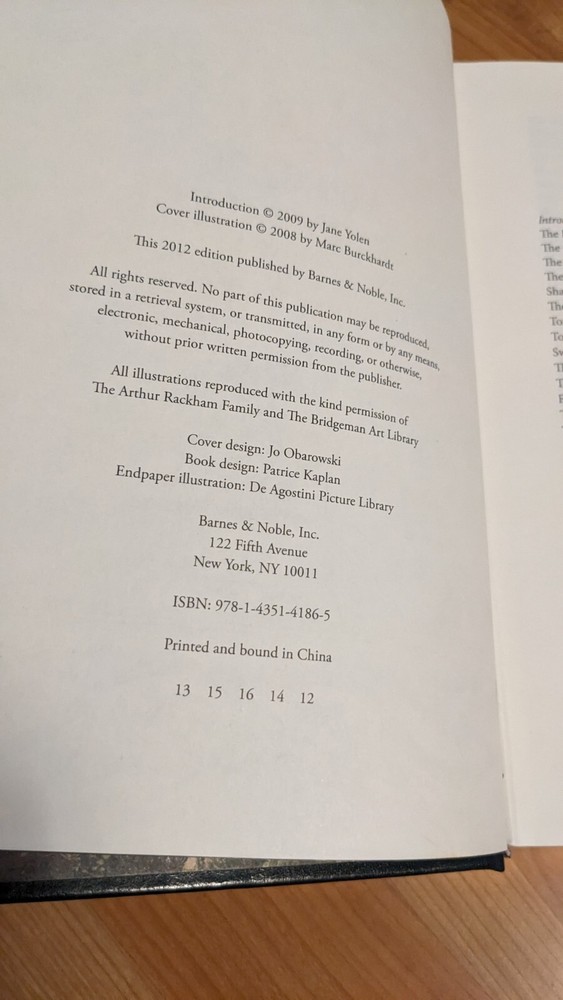 Introduction © 2009 by Jane Yolen
Cover illustration © 2008 by Marc Burckhardt
This 2012 edition published by Barnes & Noble, Inc.
All rights reserved. No part of this publication may be reproduced,
stored in a retrieval system, or transmitted, in any form or by any means,
electronic, mechanical, photocopying, recording, or otherwise,
without prior written permission from the publisher.
All illustrations reproduced with the kind permission of
The Arthur Rackham Family and The Bridgeman Art Library
Cover design: Jo Obarowski
Book design: Patrice Kaplan
Endpaper illustration: De Agostini Picture Library
Barnes & Noble, Inc.
122 Fifth Avenue
New York, NY 10011
ISBN: 978-1-4351-4186-5
Printed and bound in China
13 15 16 14 12
The
The
The
The